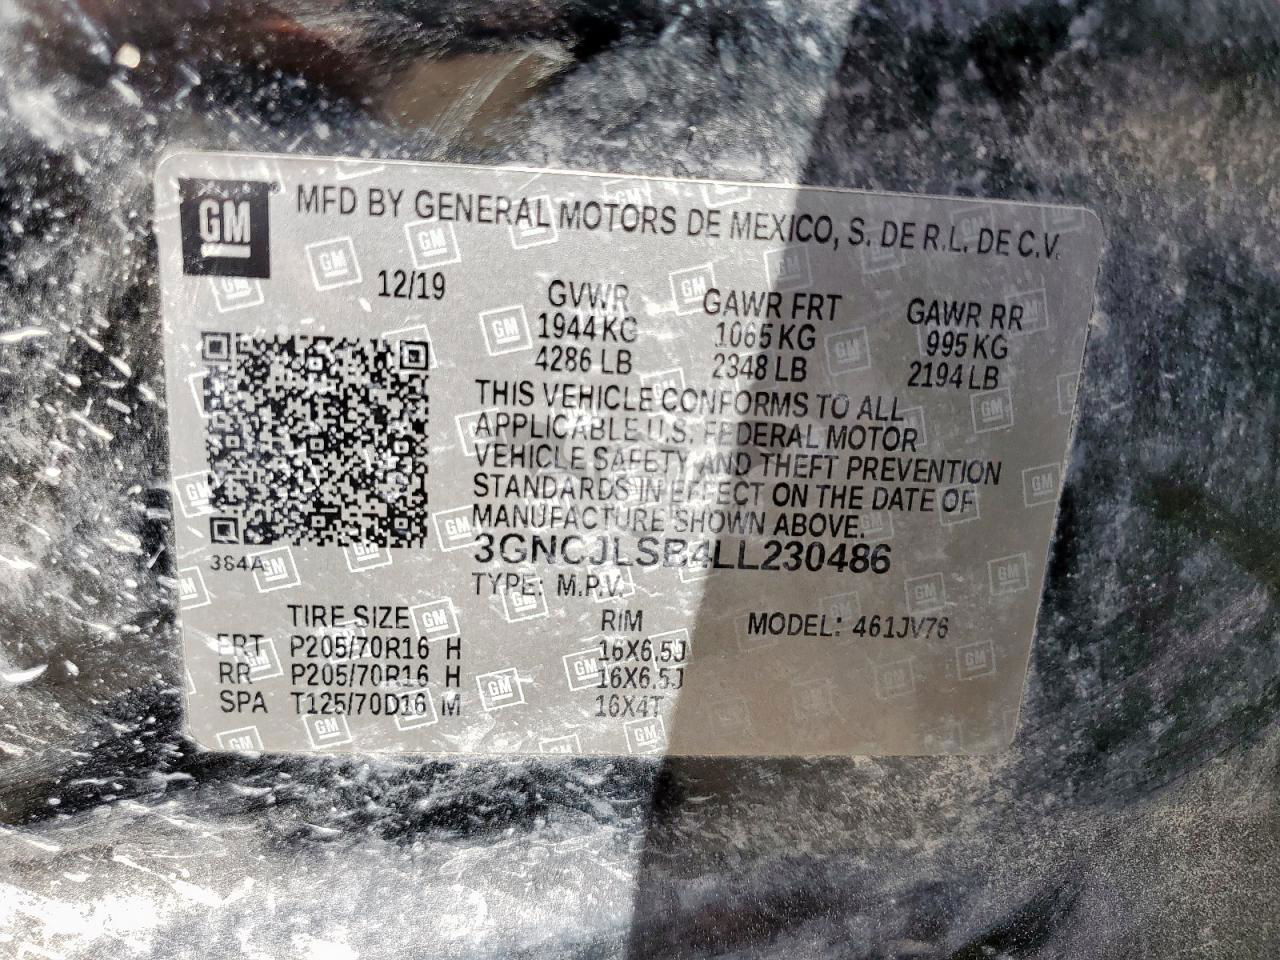 GM MFD BY GENERAL MOTORS DE MEXICO, S. DE R.L. DE C.V.
12/19 GVWR GAWR FRT GAWR RR
1944 KG 1065 KG 995 KG
4286 LB 2348 LB 2194 LB
THIS VEHICLE CONFORMS TO ALL
APPLICABLE U.S. FEDERAL MOTOR
VEHICLE SAFETY AND THEFT PREVENTION
STANDARDS IN EFFECT ON THE DATE OF
MANUFACTURE SHOWN ABOVE.
384A 3GNCJLSB4LL230486
TYPE: M.P.V.
TIRE SIZE RIM MODEL: 461JV76
FRT P205/70R16 H 16X6.5J
RR P205/70R16 H 16X6.5J
SPA T125/70D16 M 16X4T